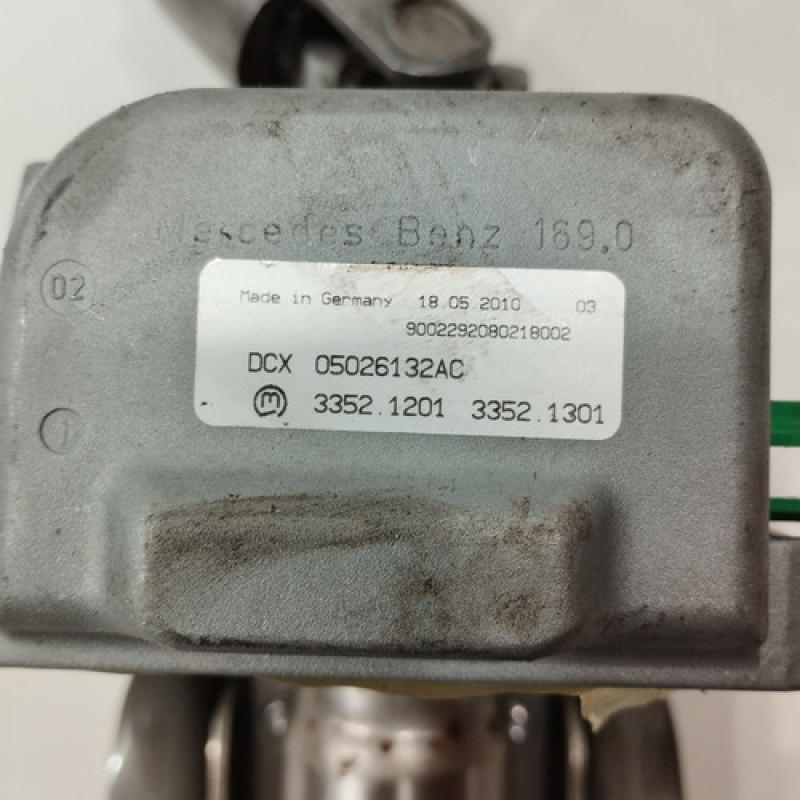 Mercedes Benz 169.0
02
Made in Germany 18.05.2010 03
9002292080218002
DCX 05026132AC
m 3352.1201 3352.1301
1